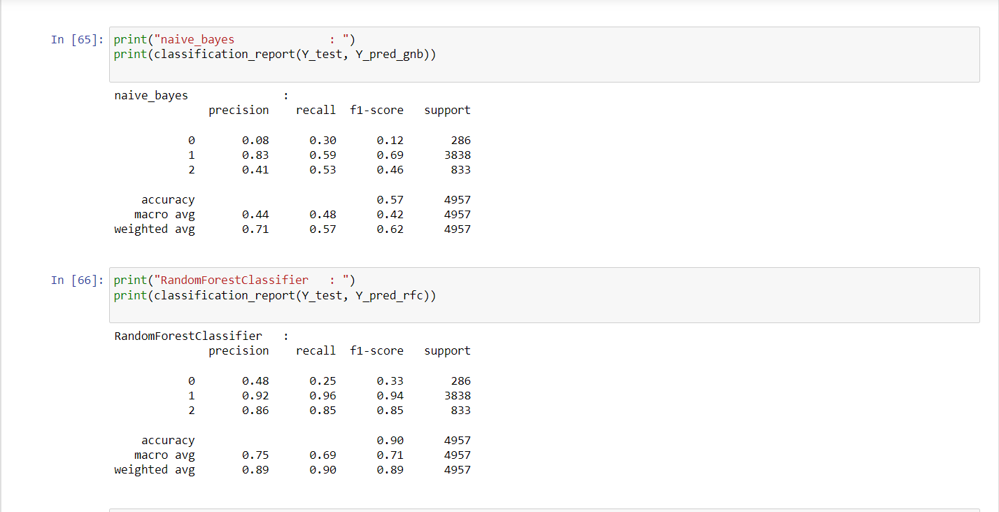 In [65]: print("naive_bayes              : ")
print(classification_report(Y_test, Y_pred_gnb))
naive_bayes              :
              precision    recall  f1-score   support
           0       0.08      0.30      0.12       286
           1       0.83      0.59      0.69      3838
           2       0.41      0.53      0.46       833
    accuracy                           0.57      4957
   macro avg       0.44      0.48      0.42      4957
weighted avg       0.71      0.57      0.62      4957
In [66]: print("RandomForestClassifier   : ")
print(classification_report(Y_test, Y_pred_rfc))
RandomForestClassifier   :
              precision    recall  f1-score   support
           0       0.48      0.25      0.33       286
           1       0.92      0.96      0.94      3838
           2       0.86      0.85      0.85       833
    accuracy                           0.90      4957
   macro avg       0.75      0.69      0.71      4957
weighted avg       0.89      0.90      0.89      4957